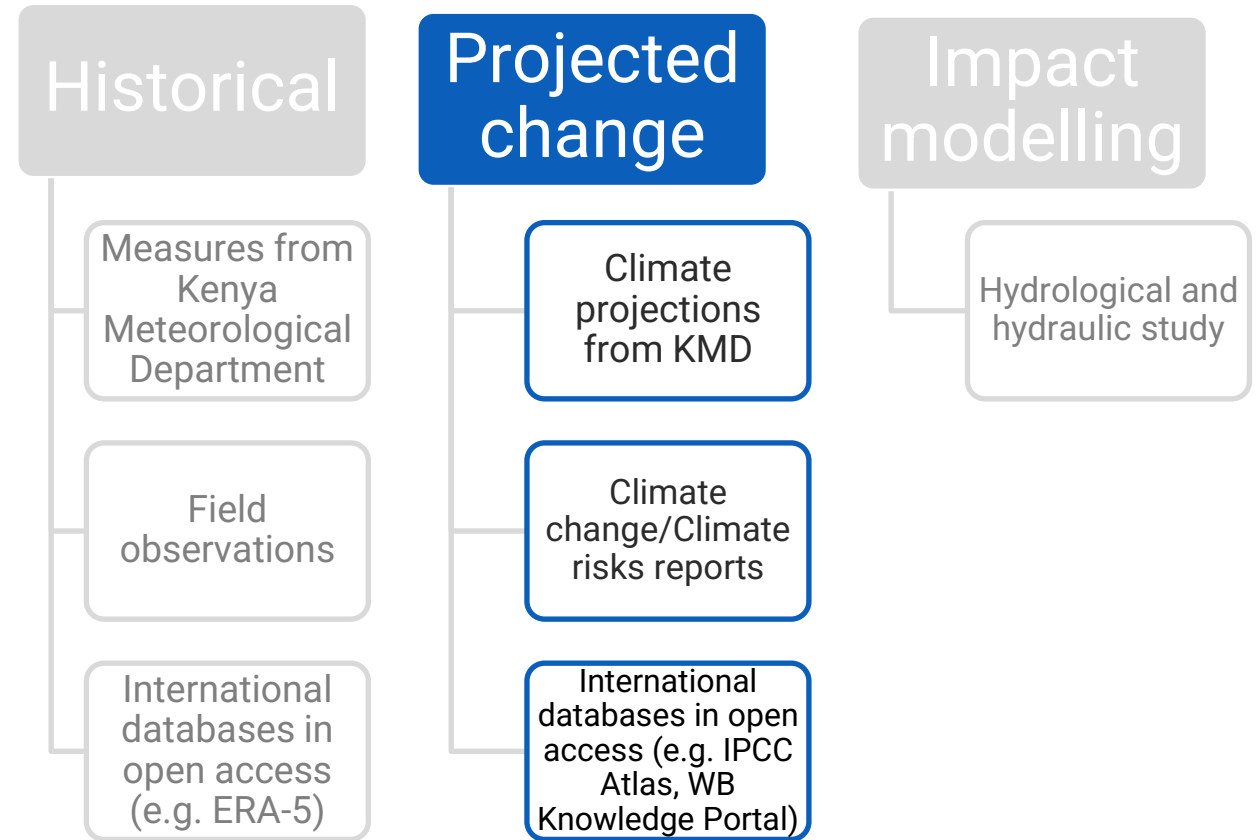 Historical
Measures from
Kenya
Meteorological
Department
Field
observations
International
databases in
open access
(e.g. ERA-5)
Projected
change
Climate
projections
from KMD
Climate
change/Climate
risks reports
International
databases in open
access (e.g. IPCC
Atlas, WB
Knowledge Portal)
Impact
modelling
Hydrological and
hydraulic study